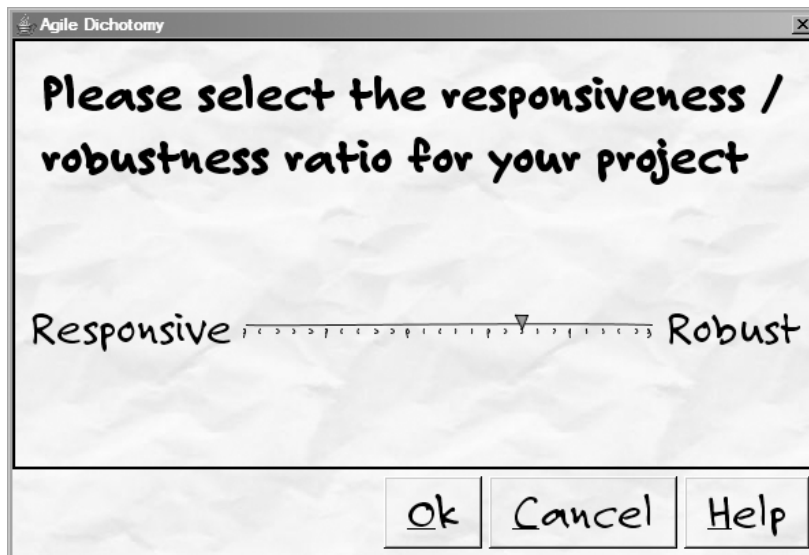 Agile Dichotomy
Please select the responsiveness /
robustness ratio for your project
Responsive
Robust
Ok
Cancel
Help